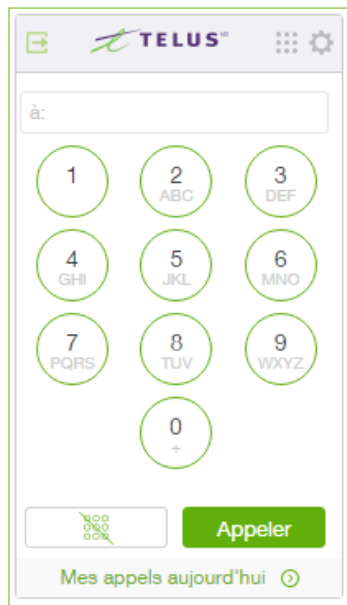 TELUS MD
à:
1 2 3
ABC DEF
4 5 6
GHI JKL MNO
7 8 9
PQRS TUV WXYZ
0
+
Appeler
Mes appels aujourd'hui